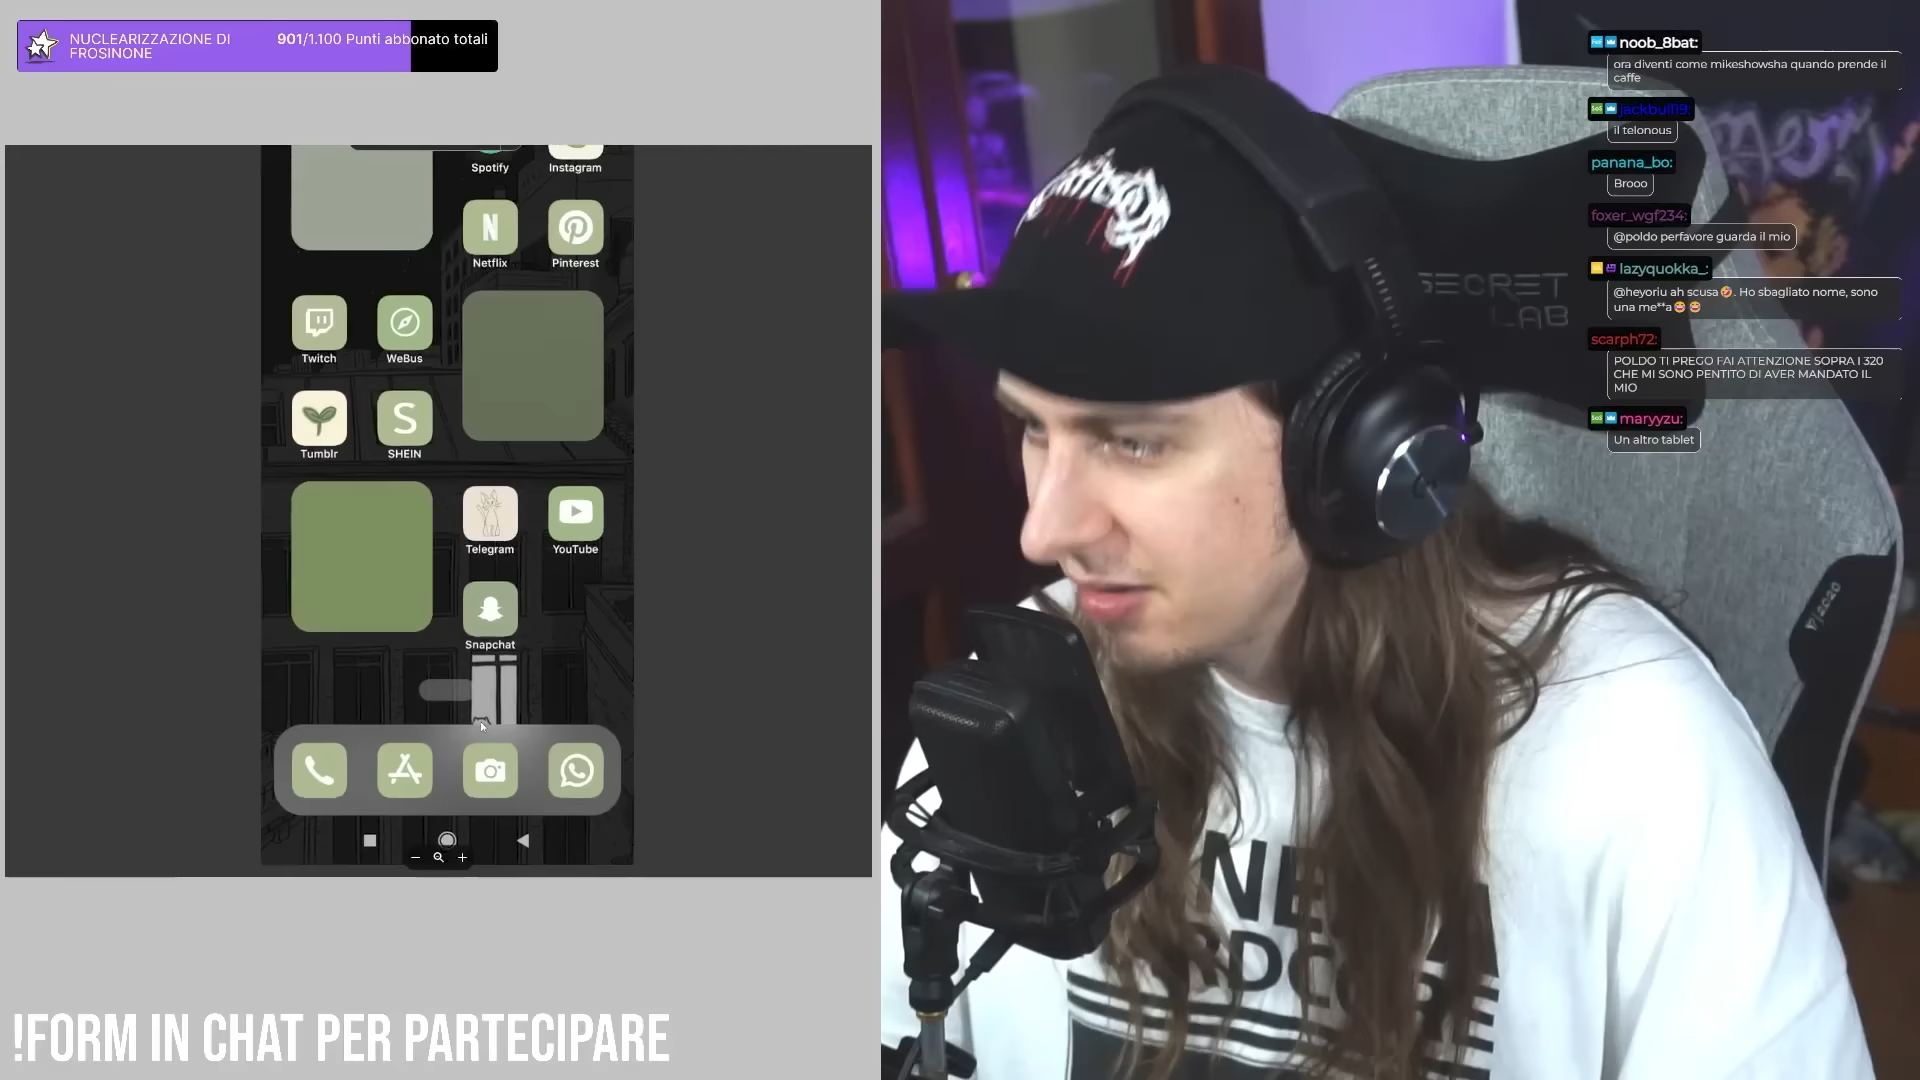 NUCLEARIZZAZIONE DI
FROSINONE
901/1.100 Punti abbonato totali
Spotify
Instagram
N
Netflix
Pinterest
Twitch
WeBus
S
Tumblr
SHEIN
Telegram
YouTube
Snapchat
!FORM IN CHAT PER PARTECIPARE
SECRET
LAB
noob_8bat:
ora diventi come mikeshowsha quando prende il
caffe
jackbull19:
il telonous
panana_bo:
Brooo
foxer_wgf234:
@poldo perfavore guarda il mio
lazyquokka_:
@heyoriu ah scusa🤣. Ho sbagliato nome, sono
una me**a😂😂
scarph72:
POLDO TI PREGO FAI ATTENZIONE SOPRA I 320
CHE MI SONO PENTITO DI AVER MANDATO IL
MIO
maryyzu:
Un altro tablet